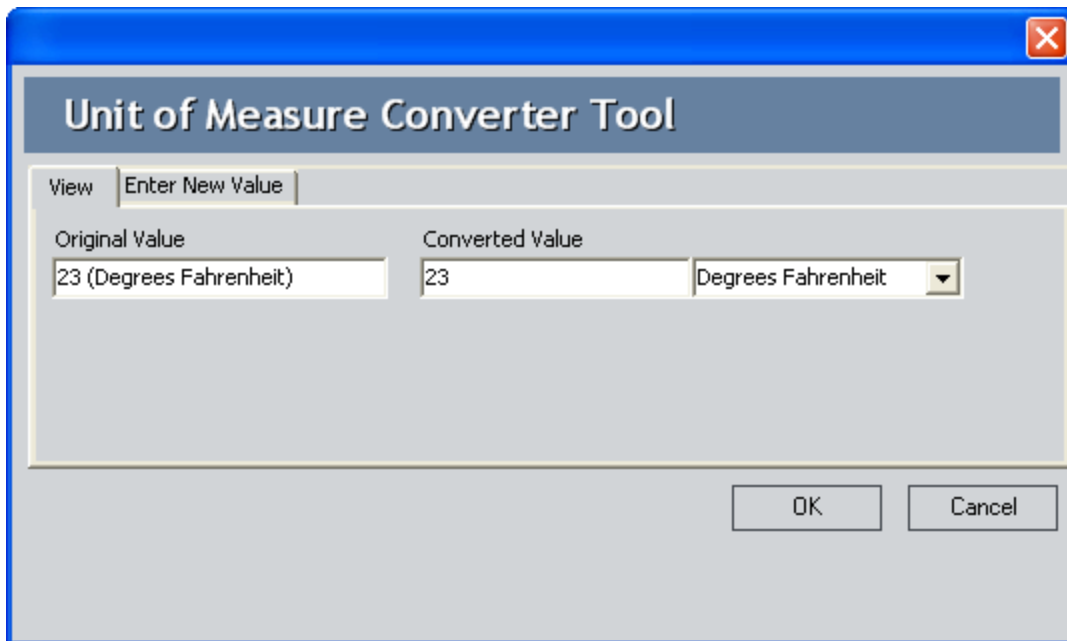 Unit of Measure Converter Tool
View Enter New Value
Original Value Converted Value
23 (Degrees Fahrenheit) 23 Degrees Fahrenheit
OK Cancel